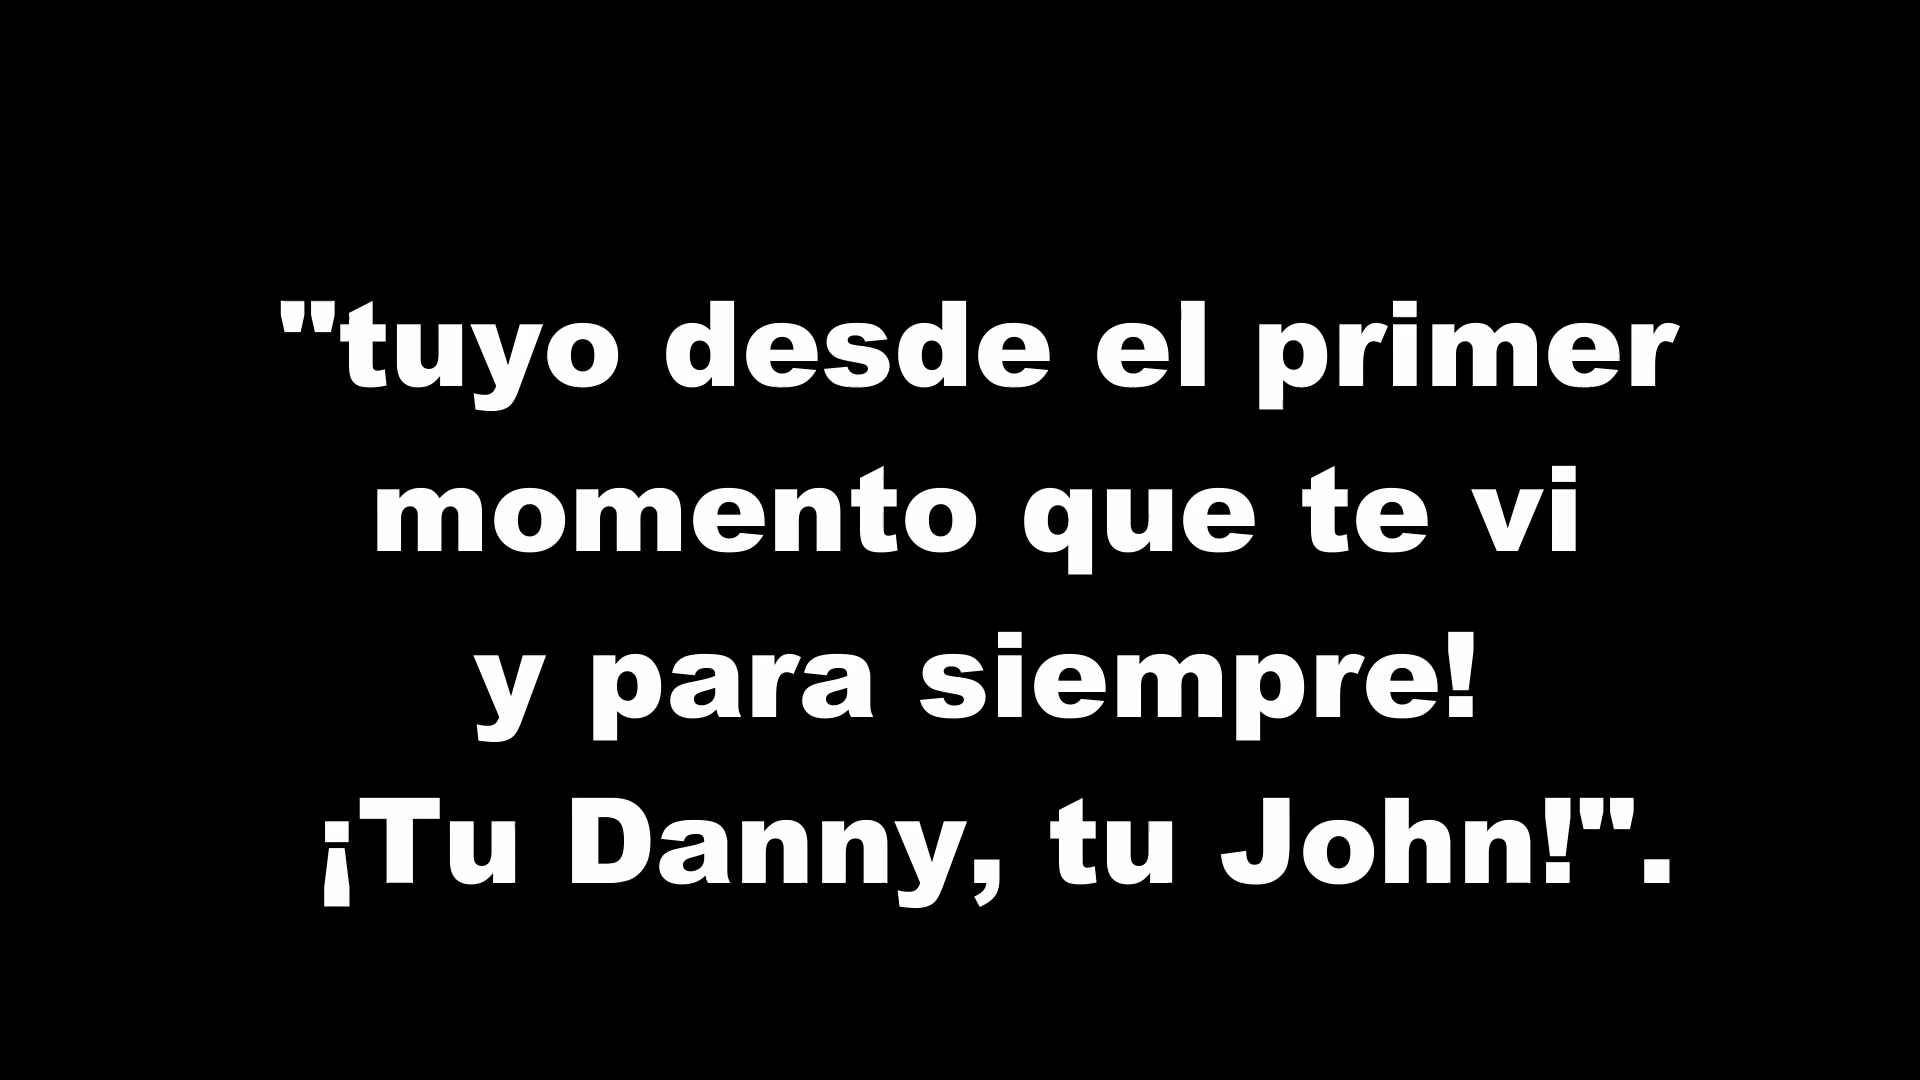 "tuyo desde el primer
momento que te vi
y para siempre!
¡Tu Danny, tu John!".